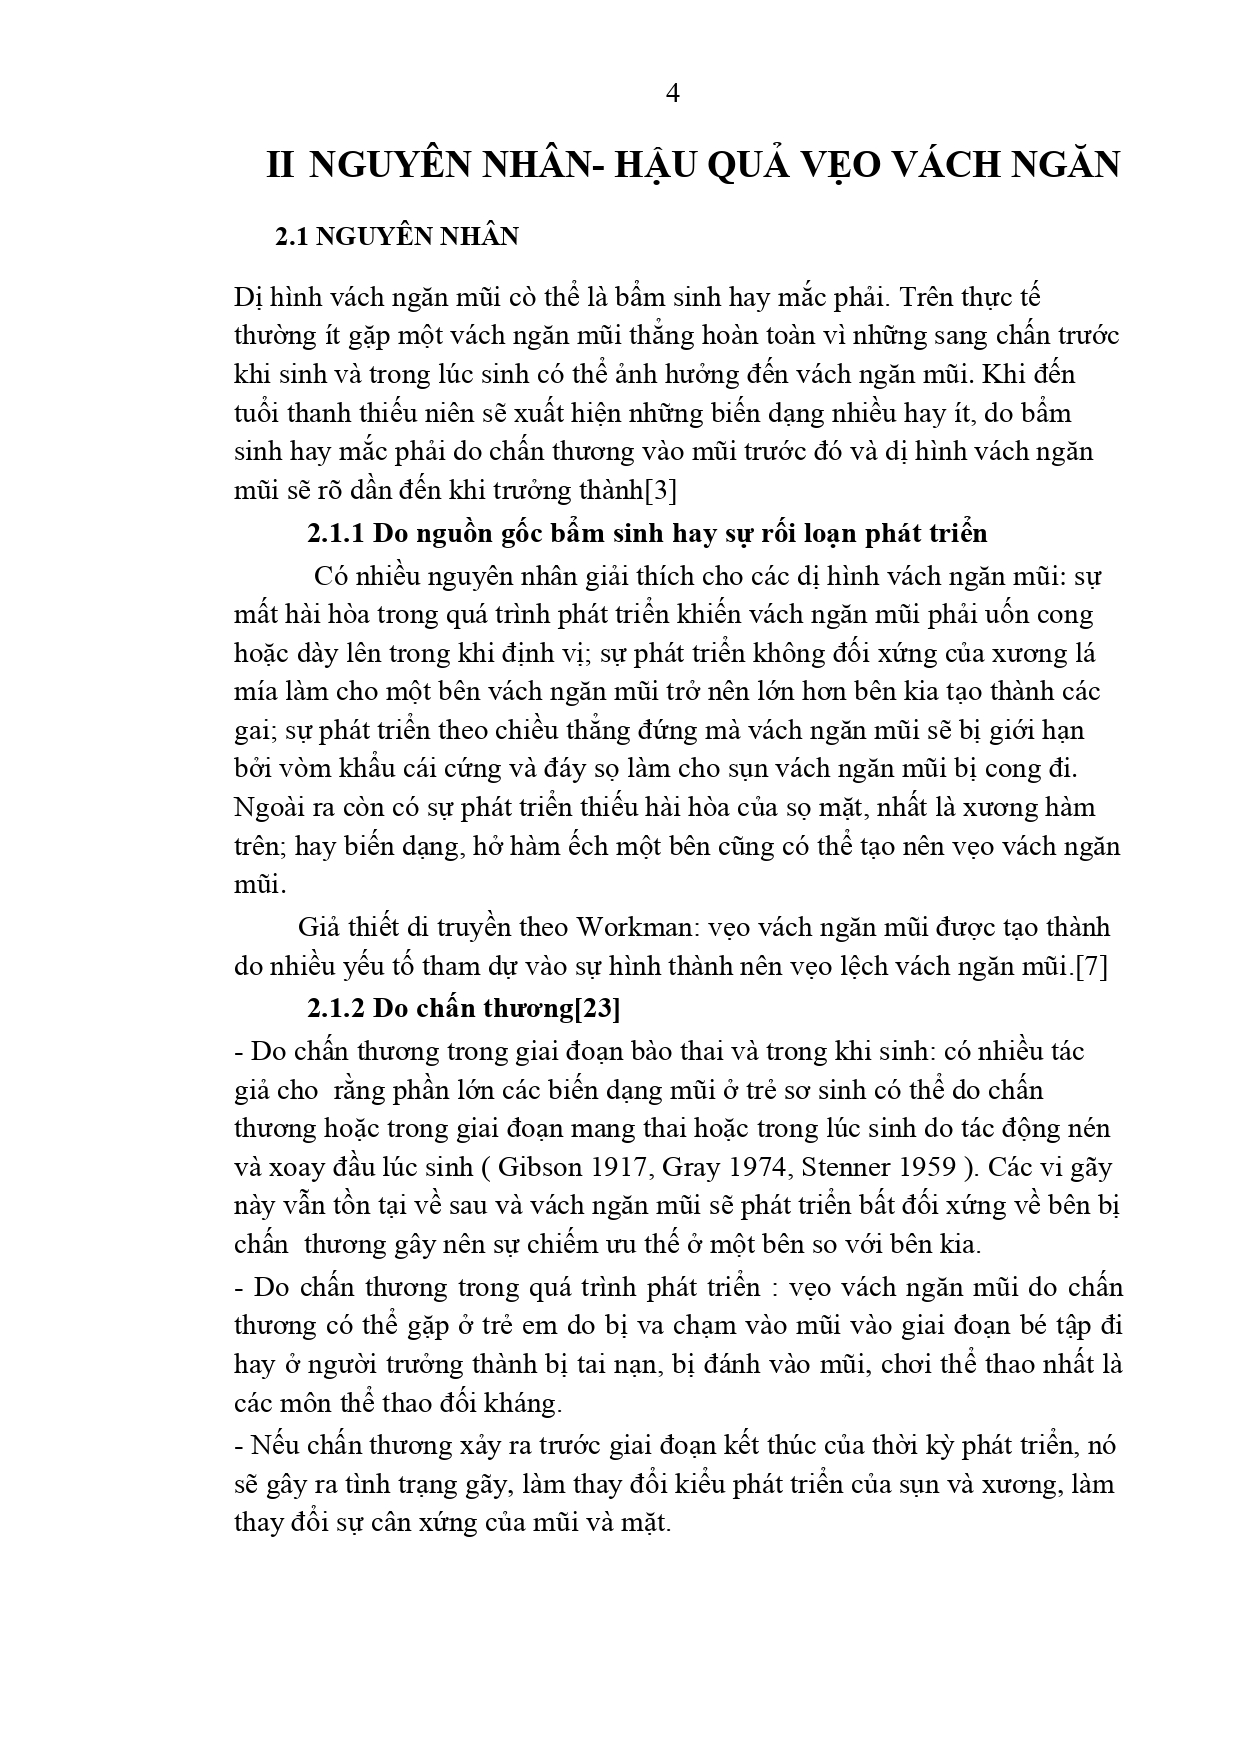 4
II NGUYÊN NHÂN- HẬU QUẢ VẸO VÁCH NGĂN
2.1 NGUYÊN NHÂN
Dị hình vách ngăn mũi cò thể là bẩm sinh hay mắc phải. Trên thực tế
thường ít gặp một vách ngăn mũi thẳng hoàn toàn vì những sang chấn trước
khi sinh và trong lúc sinh có thể ảnh hưởng đến vách ngăn mũi. Khi đến
tuổi thanh thiếu niên sẽ xuất hiện những biến dạng nhiều hay ít, do bẩm
sinh hay mắc phải do chấn thương vào mũi trước đó và dị hình vách ngăn
mũi sẽ rõ dần đến khi trưởng thành[3]
2.1.1 Do nguồn gốc bẩm sinh hay sự rối loạn phát triển
Có nhiều nguyên nhân giải thích cho các dị hình vách ngăn mũi: sự
mất hài hòa trong quá trình phát triển khiến vách ngăn mũi phải uốn cong
hoặc dày lên trong khi định vị; sự phát triển không đối xứng của xương lá
mía làm cho một bên vách ngăn mũi trở nên lớn hơn bên kia tạo thành các
gai; sự phát triển theo chiều thẳng đứng mà vách ngăn mũi sẽ bị giới hạn
bởi vòm khẩu cái cứng và đáy sọ làm cho sụn vách ngăn mũi bị cong đi.
Ngoài ra còn có sự phát triển thiếu hài hòa của sọ mặt, nhất là xương hàm
trên; hay biến dạng, hở hàm ếch một bên cũng có thể tạo nên vẹo vách ngăn
mũi.
Giả thiết di truyền theo Workman: vẹo vách ngăn mũi được tạo thành
do nhiều yếu tố tham dự vào sự hình thành nên vẹo lệch vách ngăn mũi.[7]
2.1.2 Do chấn thương[23]
- Do chấn thương trong giai đoạn bào thai và trong khi sinh: có nhiều tác
giả cho  rằng phần lớn các biến dạng mũi ở trẻ sơ sinh có thể do chấn
thương hoặc trong giai đoạn mang thai hoặc trong lúc sinh do tác động nén
và xoay đầu lúc sinh ( Gibson 1917, Gray 1974, Stenner 1959 ). Các vi gãy
này vẫn tồn tại về sau và vách ngăn mũi sẽ phát triển bất đối xứng về bên bị
chấn  thương gây nên sự chiếm ưu thế ở một bên so với bên kia.
- Do chấn thương trong quá trình phát triển : vẹo vách ngăn mũi do chấn
thương có thể gặp ở trẻ em do bị va chạm vào mũi vào giai đoạn bé tập đi
hay ở người trưởng thành bị tai nạn, bị đánh vào mũi, chơi thể thao nhất là
các môn thể thao đối kháng.
- Nếu chấn thương xảy ra trước giai đoạn kết thúc của thời kỳ phát triển, nó
sẽ gây ra tình trạng gãy, làm thay đổi kiểu phát triển của sụn và xương, làm
thay đổi sự cân xứng của mũi và mặt.